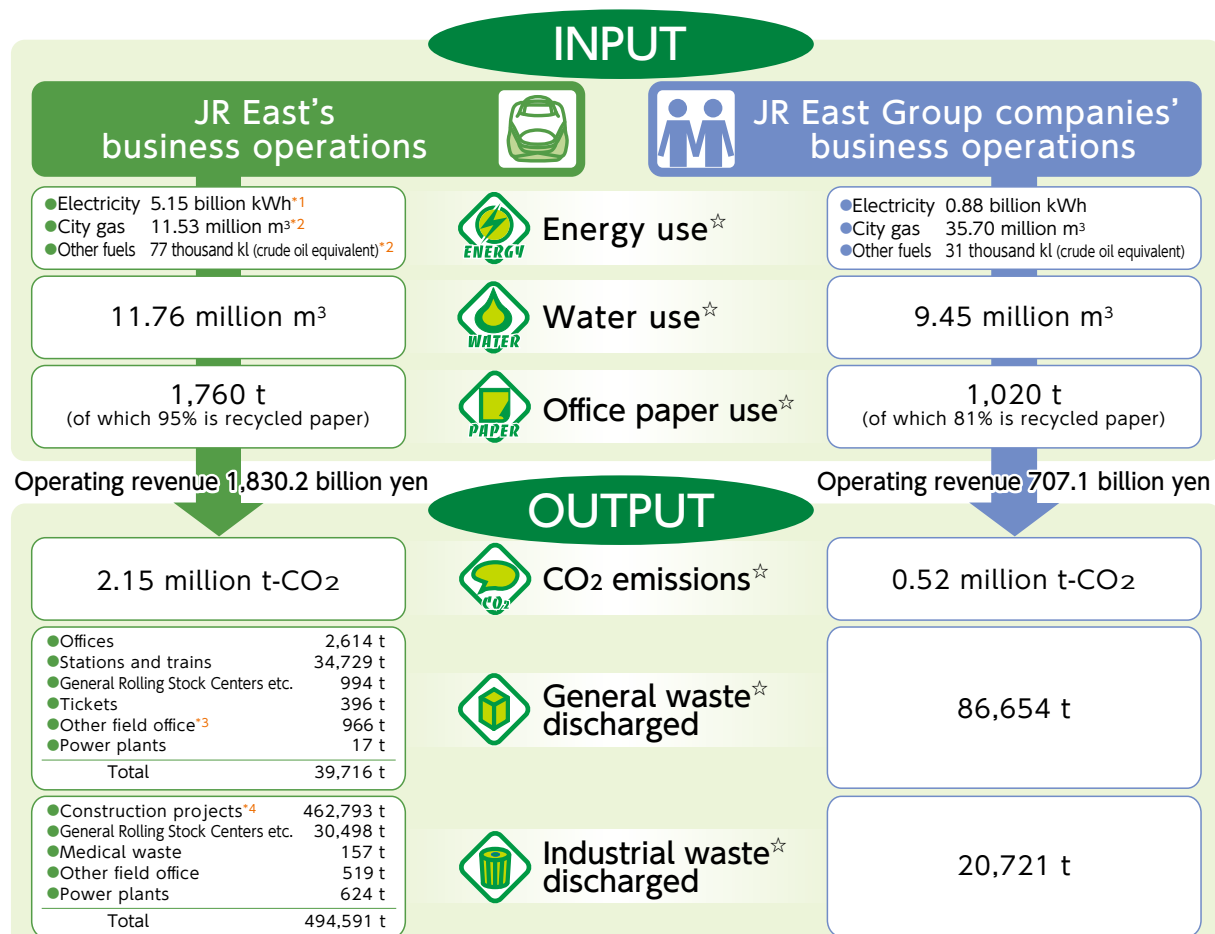 INPUT
JR East's
business operations
JR East Group companies'
business operations
●Electricity 5.15 billion kWh*1
●City gas 11.53 million m³*2
●Other fuels 77 thousand kl (crude oil equivalent)*2
ENERGY
Energy use☆
●Electricity 0.88 billion kWh
●City gas 35.70 million m³
●Other fuels 31 thousand kl (crude oil equivalent)
11.76 million m³
WATER
Water use☆
9.45 million m³
1,760 t
(of which 95% is recycled paper)
PAPER
Office paper use☆
1,020 t
(of which 81% is recycled paper)
Operating revenue 1,830.2 billion yen
Operating revenue 707.1 billion yen
OUTPUT
2.15 million t-CO2
CO2
CO2 emissions☆
0.52 million t-CO2
●Offices 2,614 t
●Stations and trains 34,729 t
●General Rolling Stock Centers etc. 994 t
●Tickets 396 t
●Other field office*3 966 t
●Power plants 17 t
Total 39,716 t
General waste☆
discharged
86,654 t
●Construction projects*4 462,793 t
●General Rolling Stock Centers etc. 30,498 t
●Medical waste 157 t
●Other field office 519 t
●Power plants 624 t
Total 494,591 t
Industrial waste☆
discharged
20,721 t